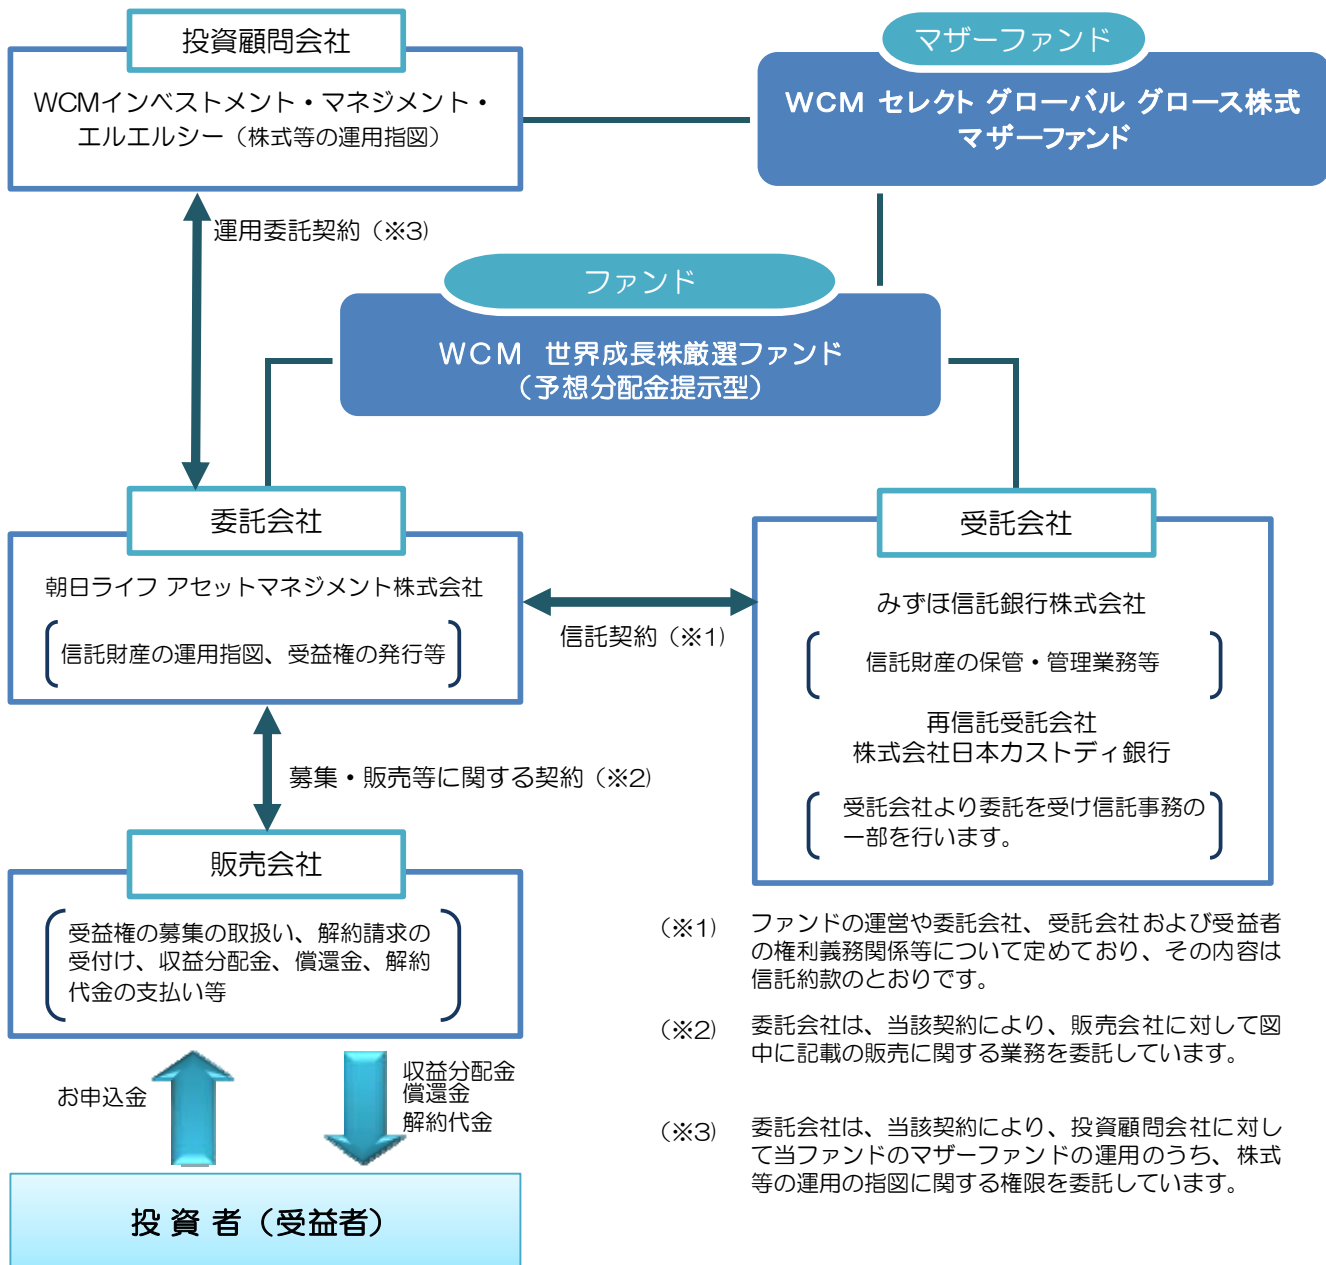 投資顧問会社
WCMインベストメント・マネジメント・
エルエルシー（株式等の運用指図）
マザーファンド
WCM セレクト グローバル グロース株式
マザーファンド
運用委託契約（※3）
ファンド
WCM 世界成長株厳選ファンド
（予想分配金提示型）
委託会社
朝日ライフ アセットマネジメント株式会社
信託財産の運用指図、受益権の発行等
信託契約（※1）
受託会社
みずほ信託銀行株式会社
信託財産の保管・管理業務等
再信託受託会社
株式会社日本カストディ銀行
受託会社より委託を受け信託事務の
一部を行います。
募集・販売等に関する契約（※2）
販売会社
受益権の募集の取扱い、解約請求の
受付け、収益分配金、償還金、解約
代金の支払い等
お申込金
収益分配金
償還金
解約代金
投 資 者（受益者）
（※1） ファンドの運営や委託会社、受託会社および受益者
の権利義務関係等について定めており、その内容は
信託約款のとおりです。
（※2） 委託会社は、当該契約により、販売会社に対して図
中に記載の販売に関する業務を委託しています。
（※3） 委託会社は、当該契約により、投資顧問会社に対し
て当ファンドのマザーファンドの運用のうち、株式
等の運用の指図に関する権限を委託しています。